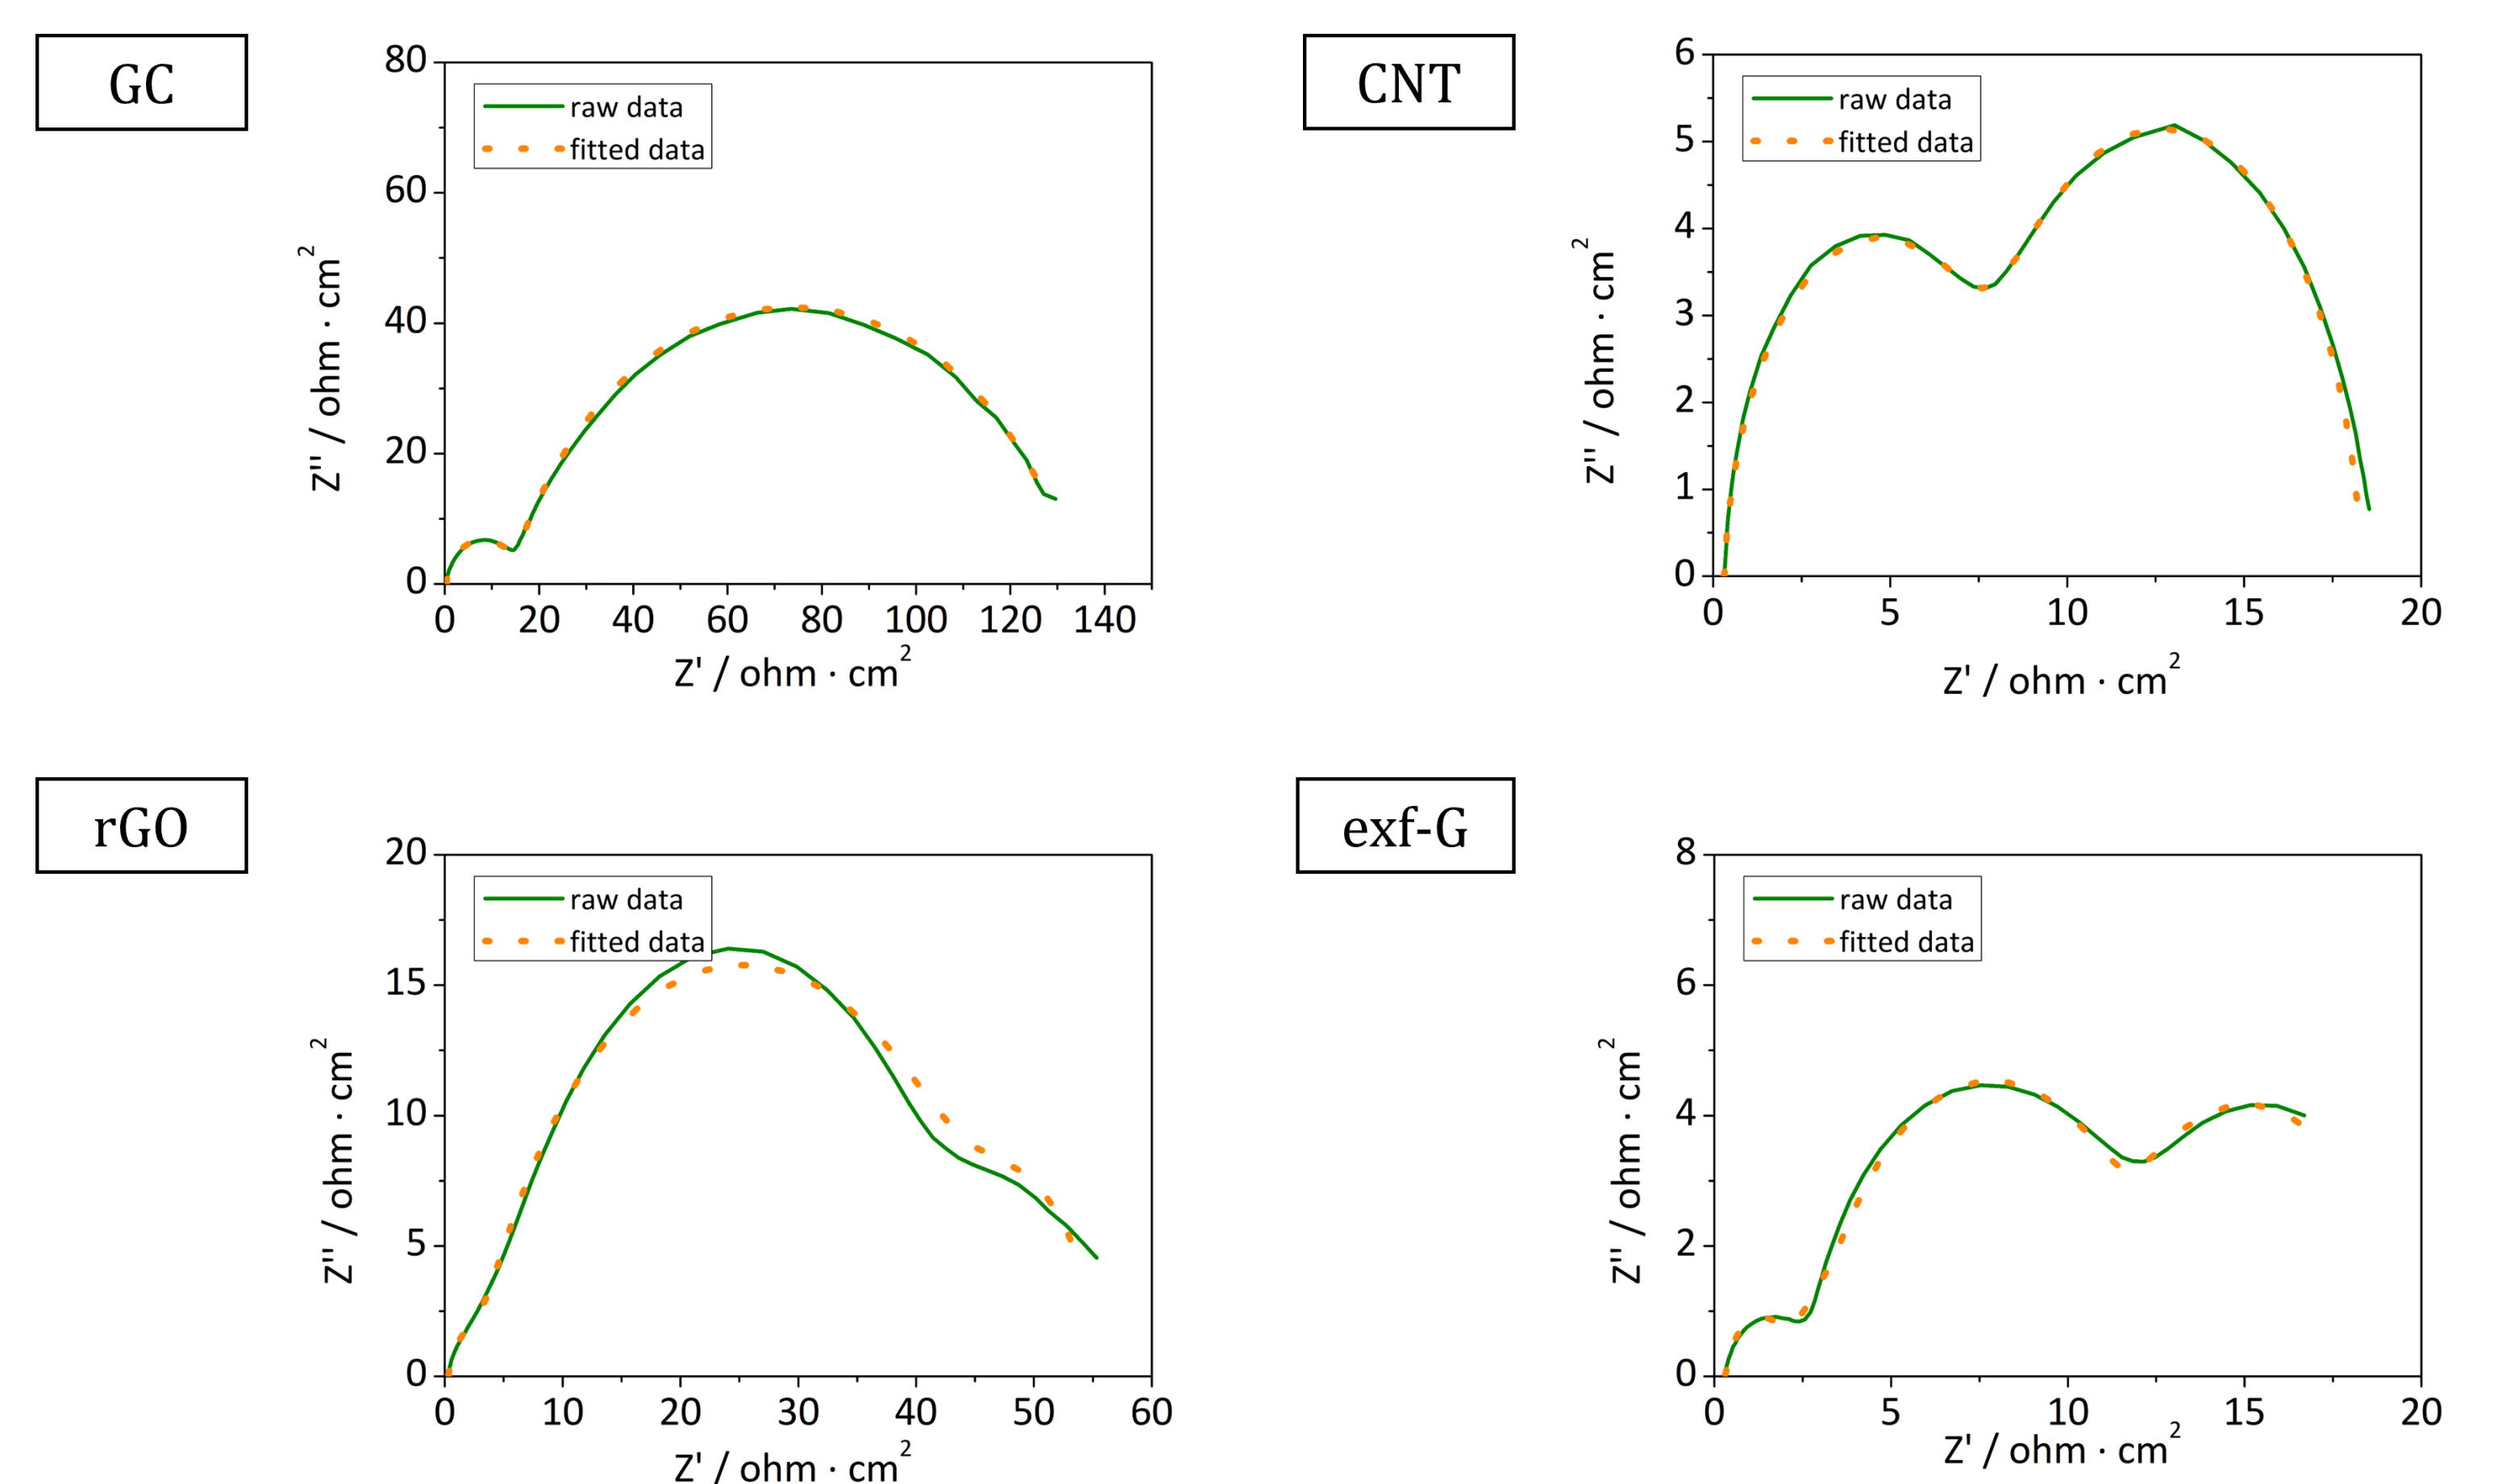 GC
80
60
40
20
0
raw data
fitted data
Z'' / ohm · cm²
0 20 40 60 80 100 120 140
Z' / ohm · cm²
CNT
6
5
4
3
2
1
0
raw data
fitted data
Z'' / ohm · cm²
0 5 10 15 20
Z' / ohm · cm²
rGO
20
15
10
5
0
raw data
fitted data
Z'' / ohm · cm²
0 10 20 30 40 50 60
Z' / ohm · cm²
exf-G
8
6
4
2
0
raw data
fitted data
Z'' / ohm · cm²
0 5 10 15 20
Z' / ohm · cm²